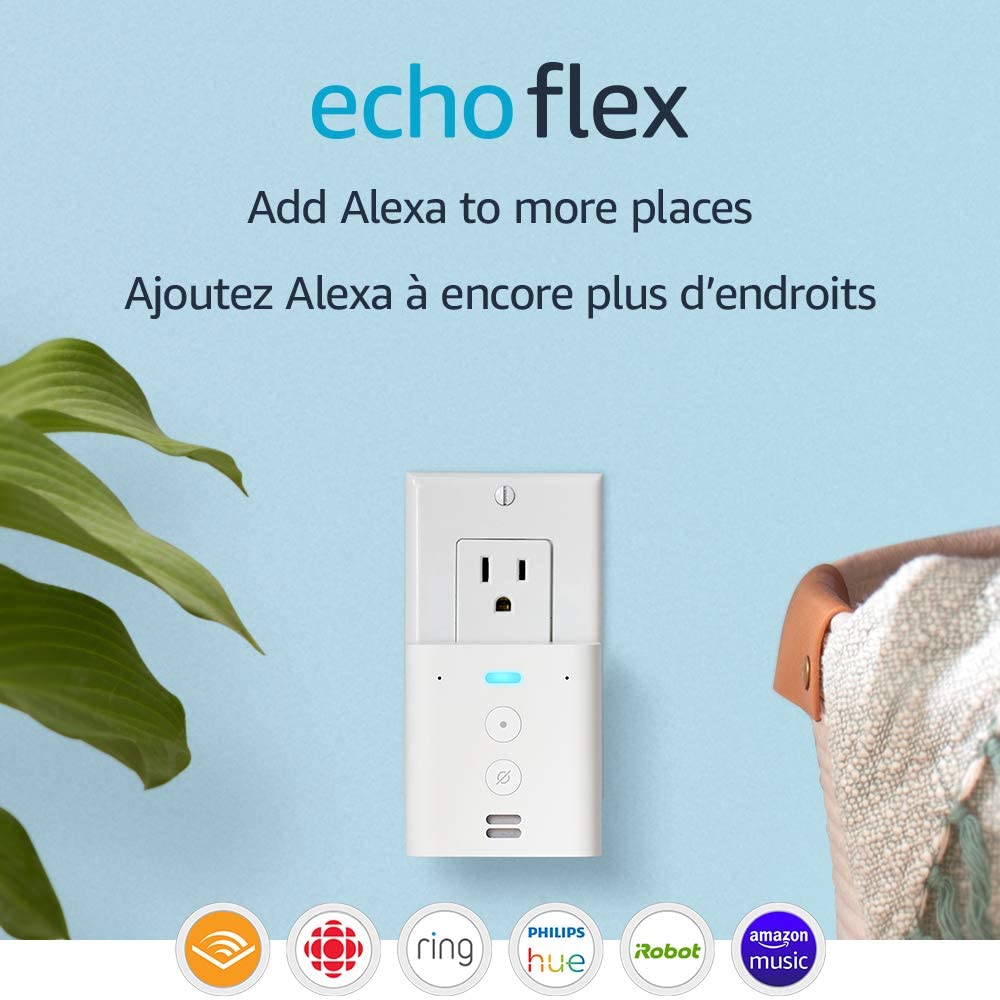 echo flex
Add Alexa to more places
Ajoutez Alexa à encore plus d’endroits
ring
PHILIPS
hue
iRobot
amazon
music